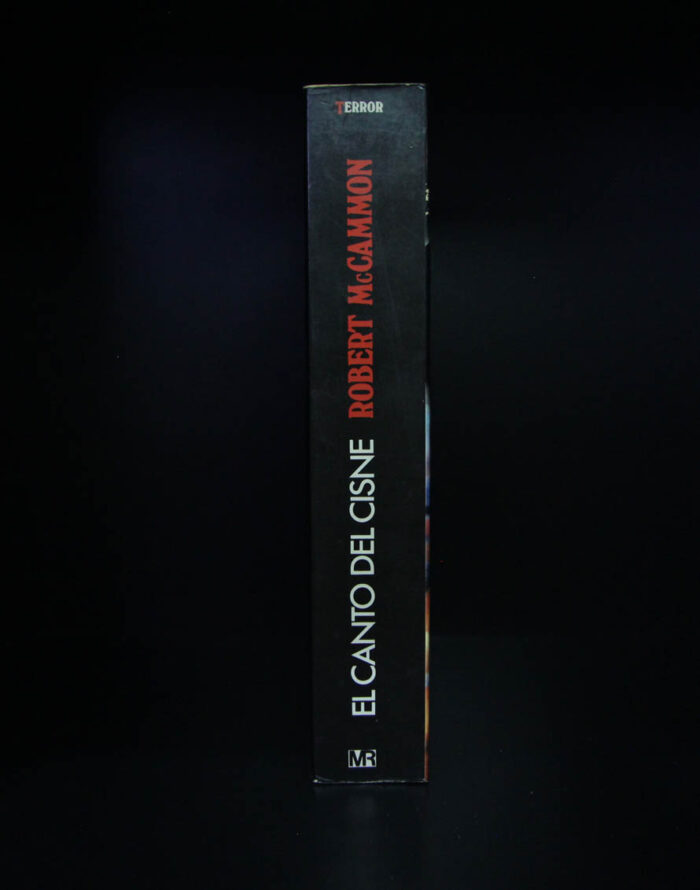 TERROR
EL CANTO DEL CISNE ROBERT McCAMMON
MR